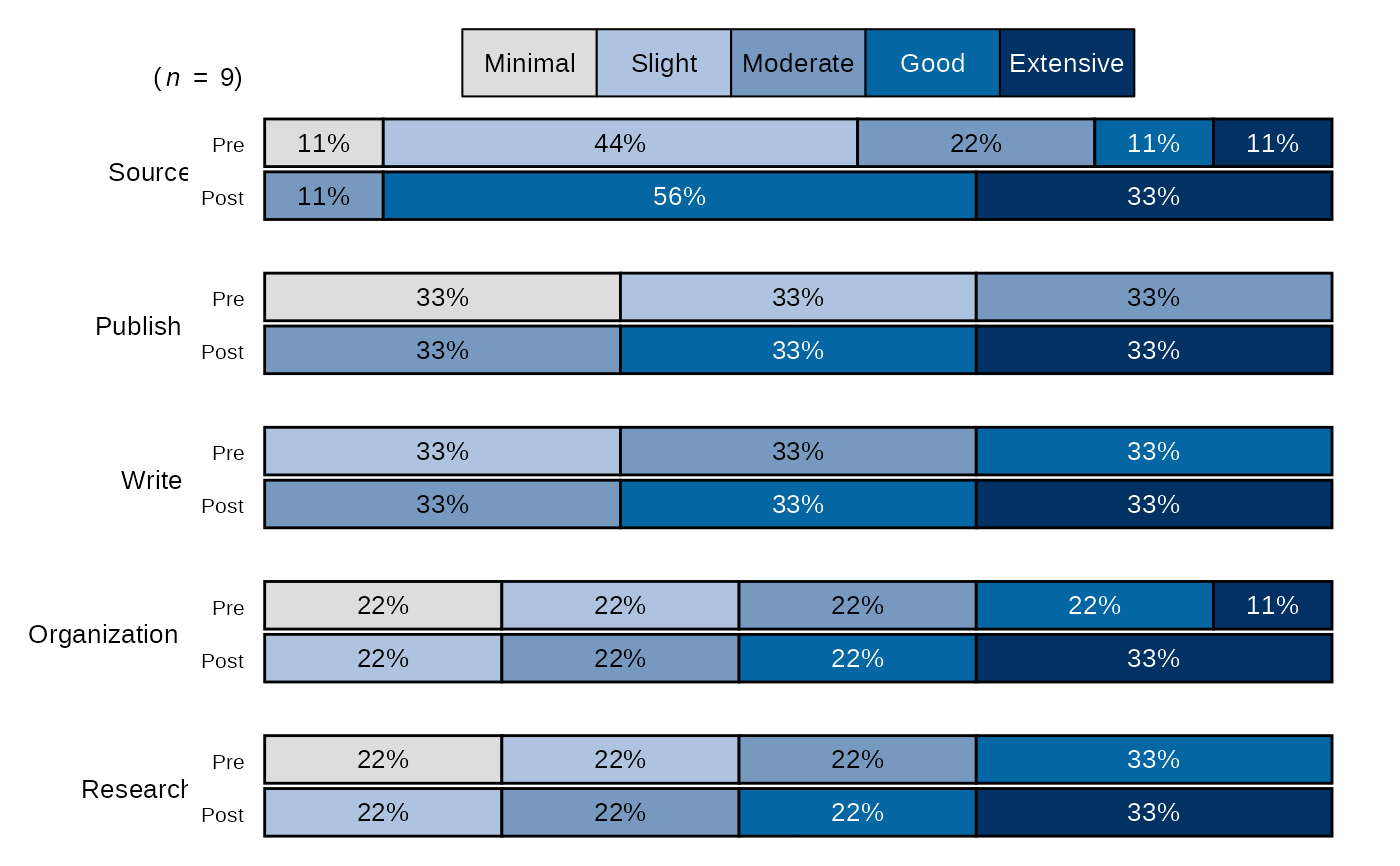 Minimal Slight Moderate Good Extensive
(n = 9)
Pre 11% 44% 22% 11% 11%
Source
Post 11% 56% 33%
Pre 33% 33% 33%
Publish
Post 33% 33% 33%
Pre 33% 33% 33%
Write
Post 33% 33% 33%
Pre 22% 22% 22% 22% 11%
Organization
Post 22% 22% 22% 33%
Pre 22% 22% 22% 33%
Research
Post 22% 22% 22% 33%